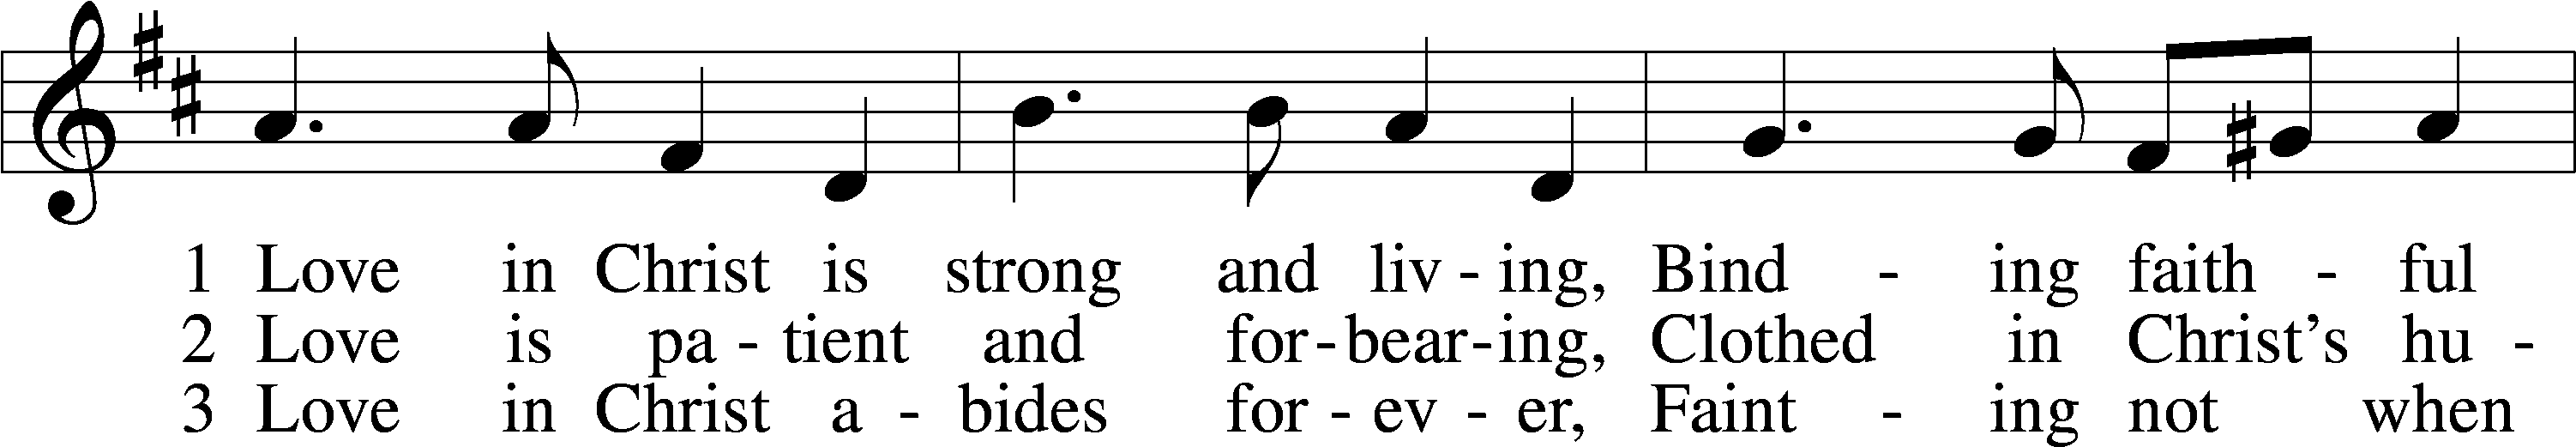 1 Love in Christ is strong and liv - ing, Bind - ing faith - ful
2 Love is pa - tient and for - bear - ing, Clothed in Christ’s hu -
3 Love in Christ a - bides for - ev - er, Faint - ing not when